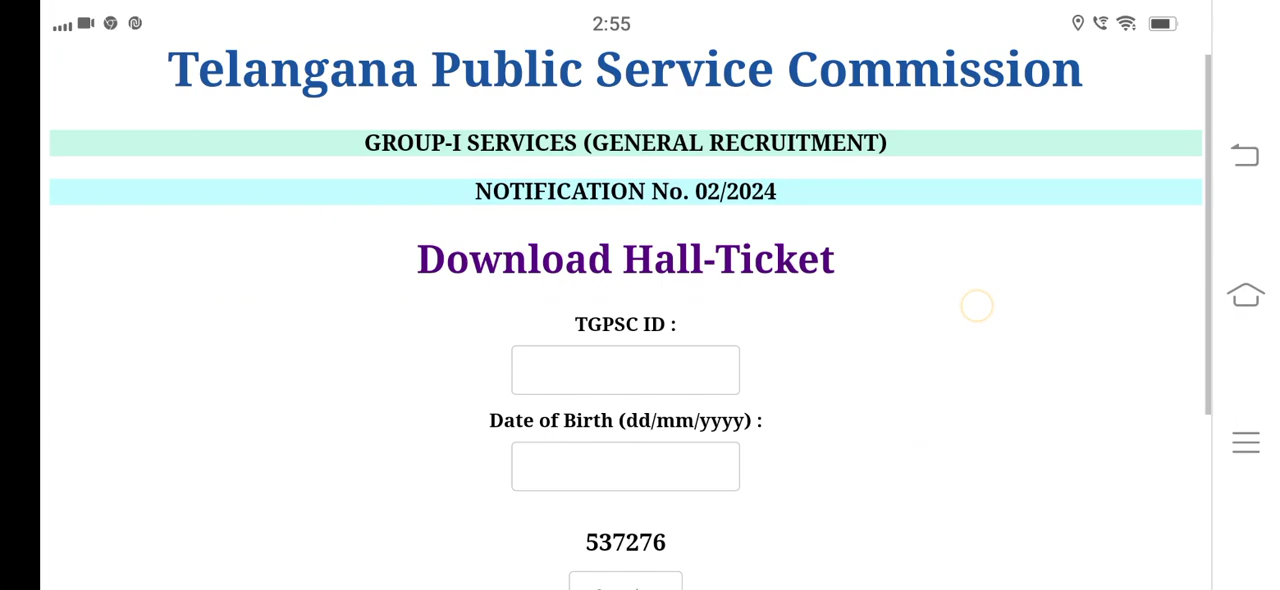 2:55
Telangana Public Service Commission
GROUP-I SERVICES (GENERAL RECRUITMENT)
NOTIFICATION No. 02/2024
Download Hall-Ticket
TGPSC ID :
Date of Birth (dd/mm/yyyy) :
537276